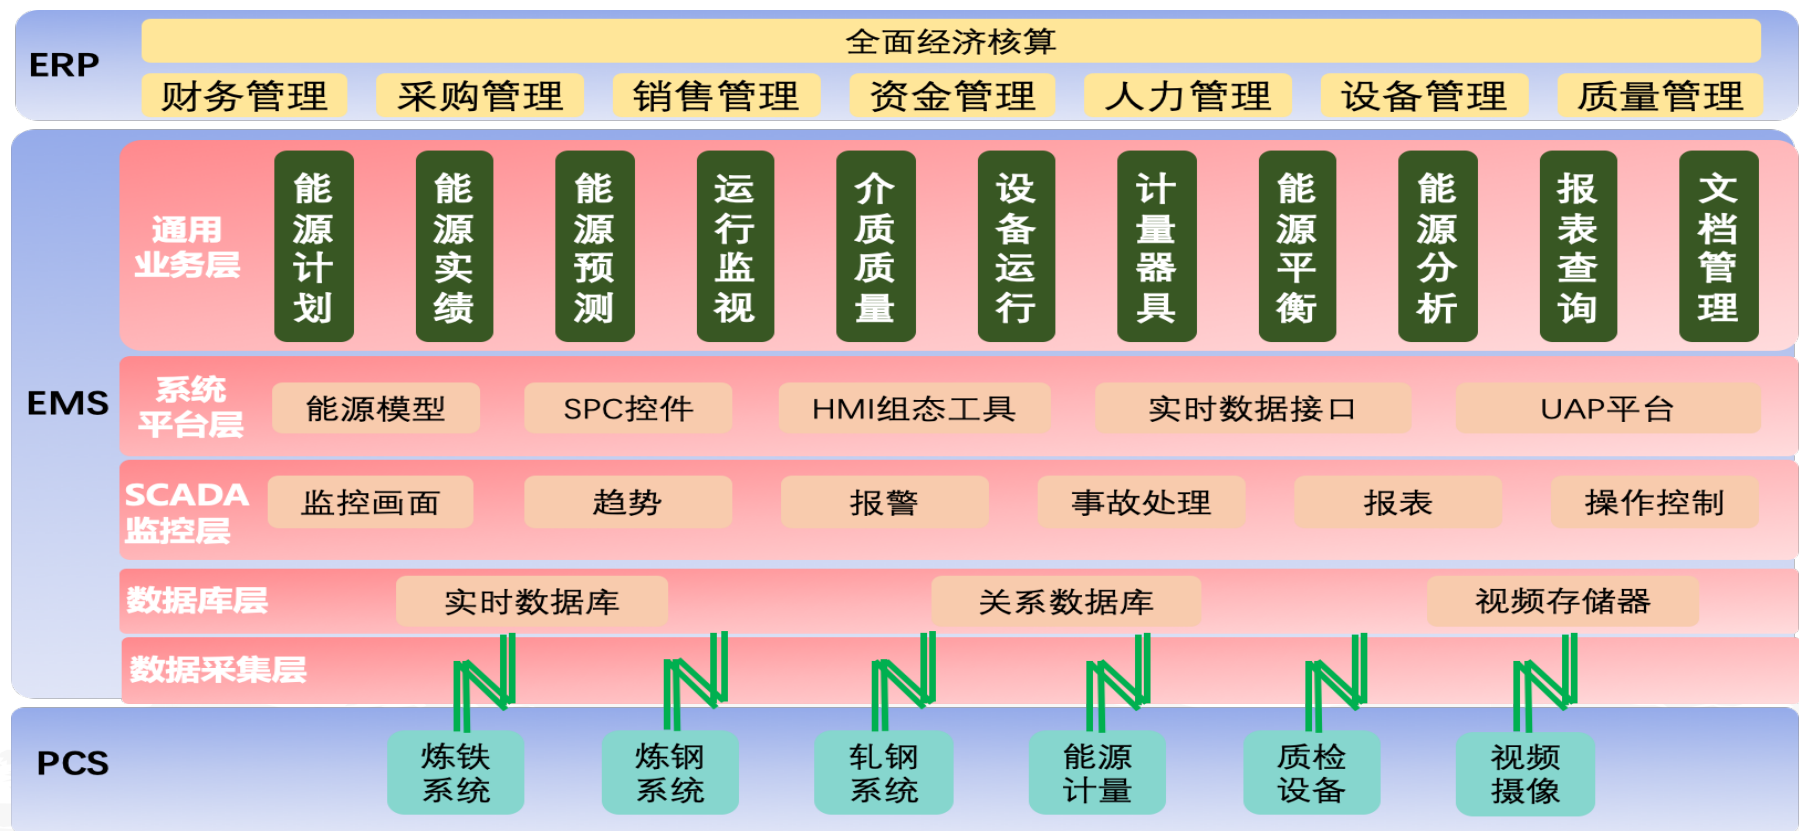 ERP
全面经济核算
财务管理
采购管理
销售管理
资金管理
人力管理
设备管理
质量管理
EMS
通用
业务层
能源计划
能源实绩
能源预测
运行监视
介质质量
设备运行
计量器具
能源平衡
能源分析
报表查询
文档管理
系统
平台层
能源模型
SPC控件
HMI组态工具
实时数据接口
UAP平台
SCADA
监控层
监控画面
趋势
报警
事故处理
报表
操作控制
数据库层
实时数据库
关系数据库
视频存储器
数据采集层
PCS
炼铁
系统
炼钢
系统
轧钢
系统
能源
计量
质检
设备
视频
摄像